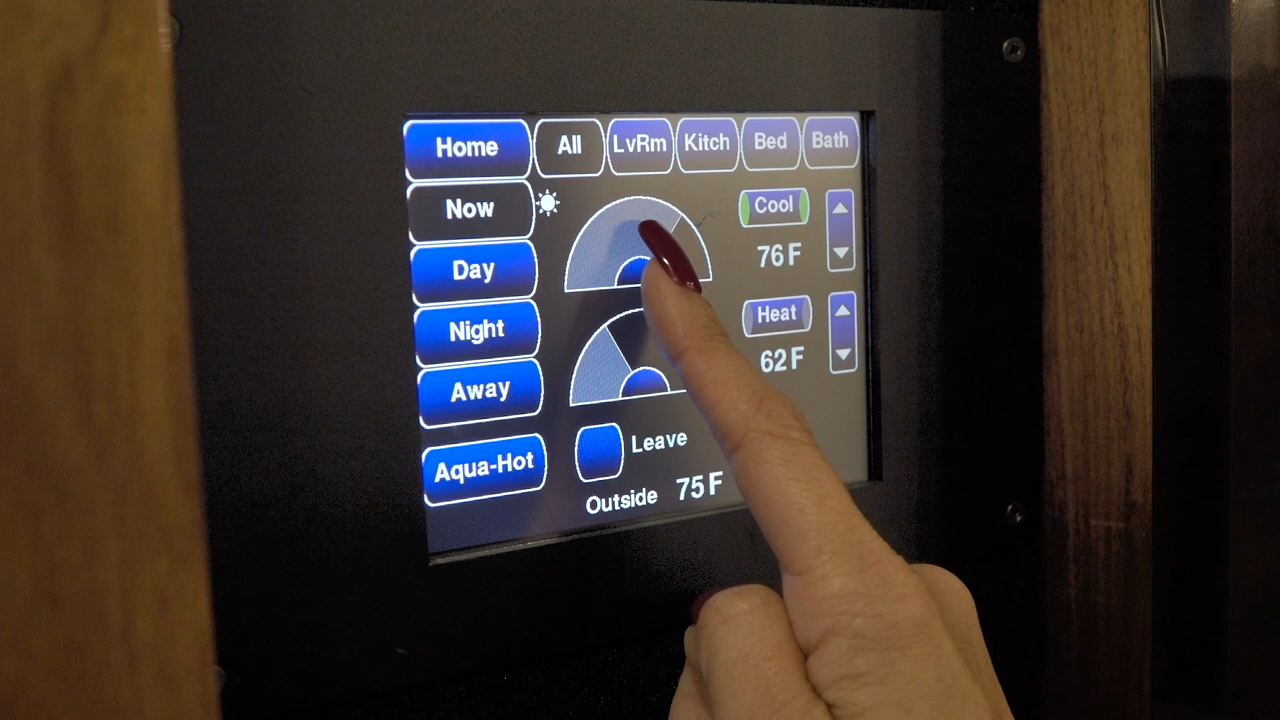 Home All LvRm Kitch Bed Bath
Now
Day
Night
Away
Aqua-Hot
Cool
76 F
Heat
62 F
Leave
Outside 75 F